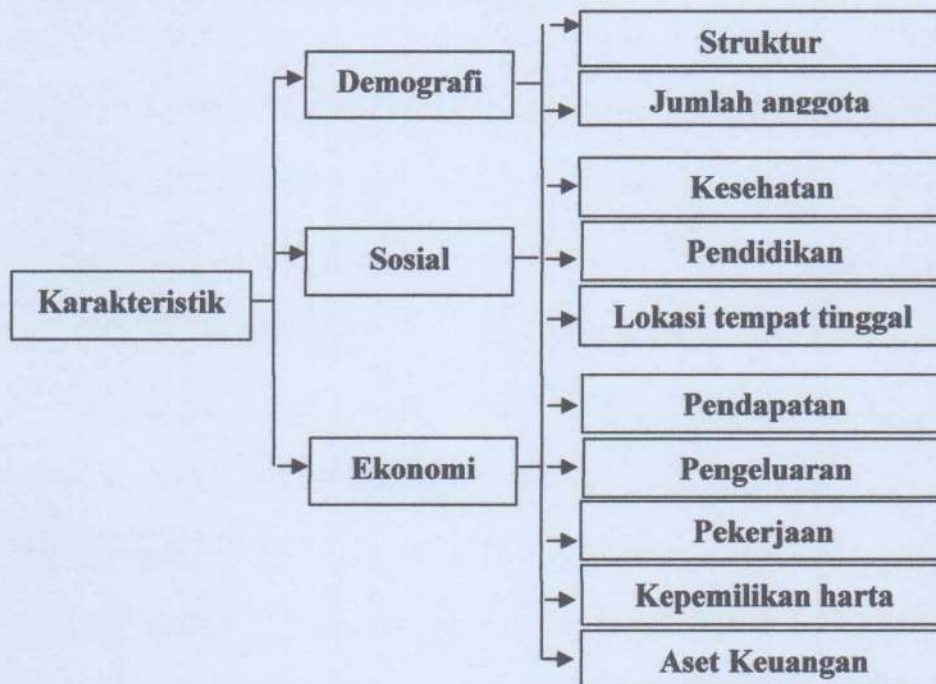 Karakteristik
Demografi
Sosial
Ekonomi
Struktur
Jumlah anggota
Kesehatan
Pendidikan
Lokasi tempat tinggal
Pendapatan
Pengeluaran
Pekerjaan
Kepemilikan harta
Aset Keuangan